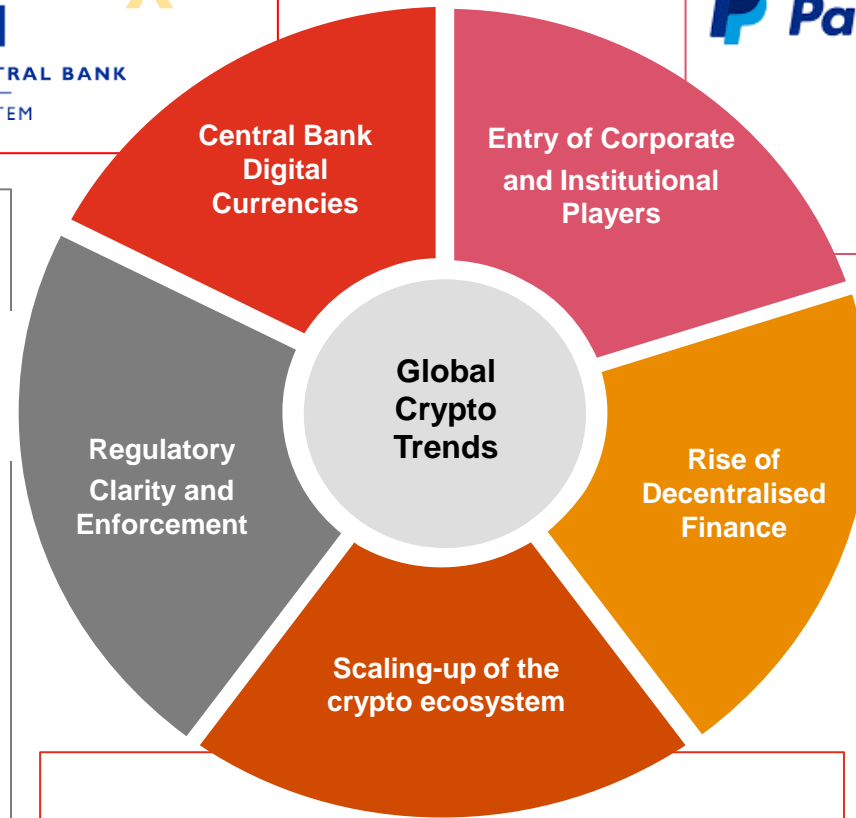 TRAL BANK
TEM
Pa
Central Bank
Digital
Currencies
Entry of Corporate
and Institutional
Players
Global
Crypto
Trends
Regulatory
Clarity and
Enforcement
Rise of
Decentralised
Finance
Scaling-up of the
crypto ecosystem